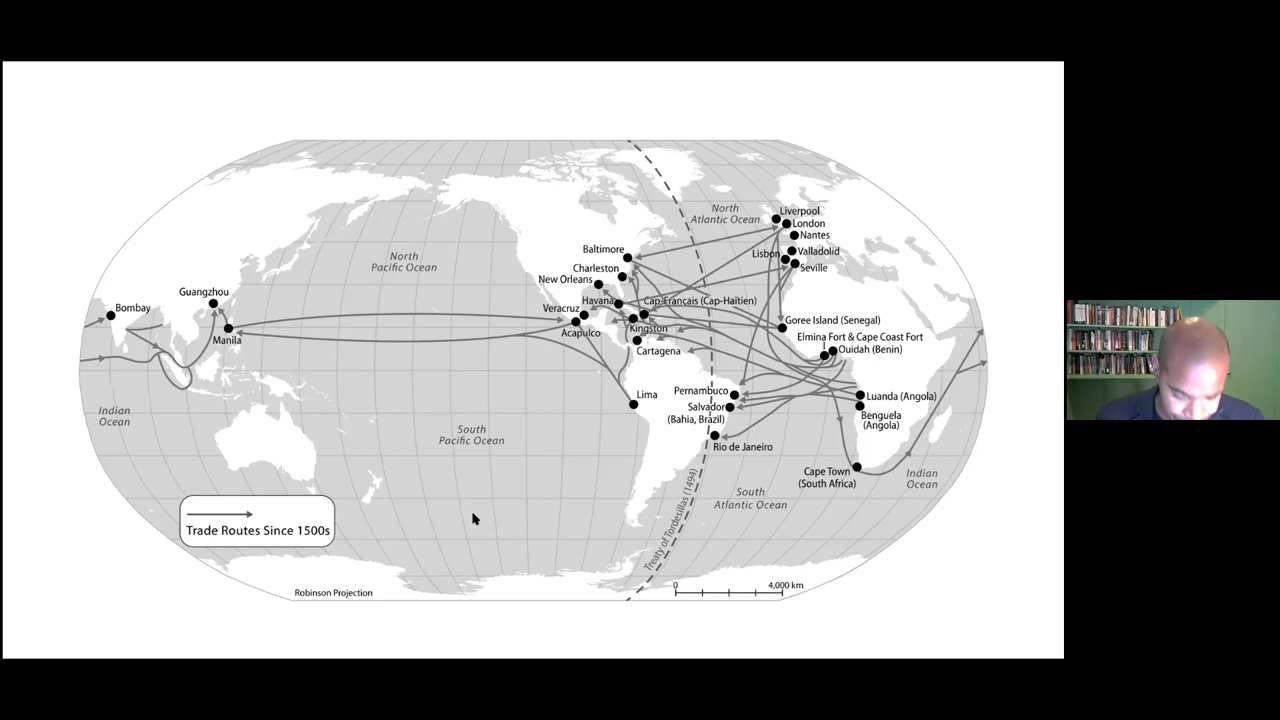 North
Atlantic Ocean
Liverpool
London
Nantes
Valladolid
Lisbon
Seville
North
Pacific Ocean
Baltimore
Charleston
New Orleans
Havana
Cap-Français (Cap-Haïtien)
Veracruz
Acapulco
Kingston
Cartagena
Guangzhou
Bombay
Manila
Goree Island (Senegal)
Elmina Fort & Cape Coast Fort
Ouidah (Benin)
Pernambuco
Lima
Salvador
(Bahia, Brazil)
Luanda (Angola)
Benguela
(Angola)
Rio de Janeiro
Indian
Ocean
South
Pacific Ocean
Cape Town
(South Africa)
Indian
Ocean
South
Atlantic Ocean
Treaty of Tordesillas (1494)
Trade Routes Since 1500s
Robinson Projection
0 4,000 km